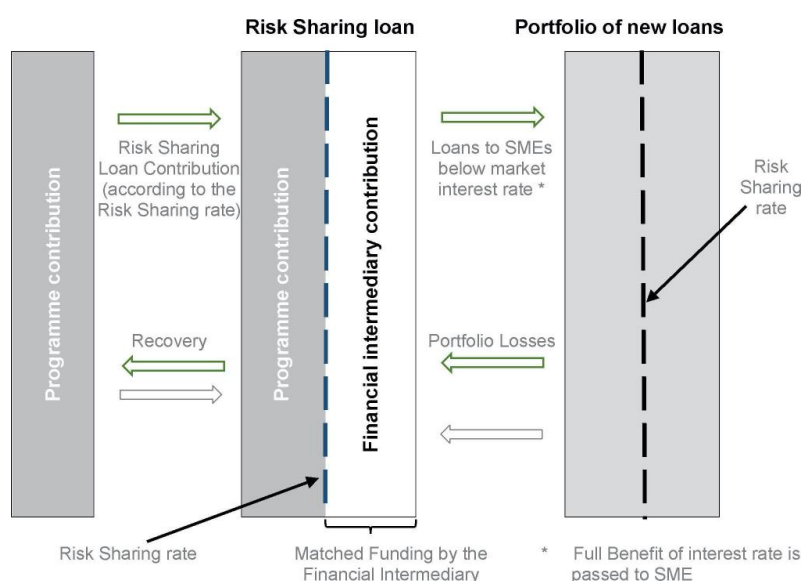 Risk Sharing loan
Portfolio of new loans
Programme contribution
Risk Sharing
Loan Contribution
(according to the
Risk Sharing rate)
Recovery
Programme contribution
Financial intermediary contribution
Loans to SMEs
below market
interest rate *
Portfolio Losses
Risk
Sharing
rate
Risk Sharing rate
Matched Funding by the
Financial Intermediary
* Full Benefit of interest rate is
passed to SME